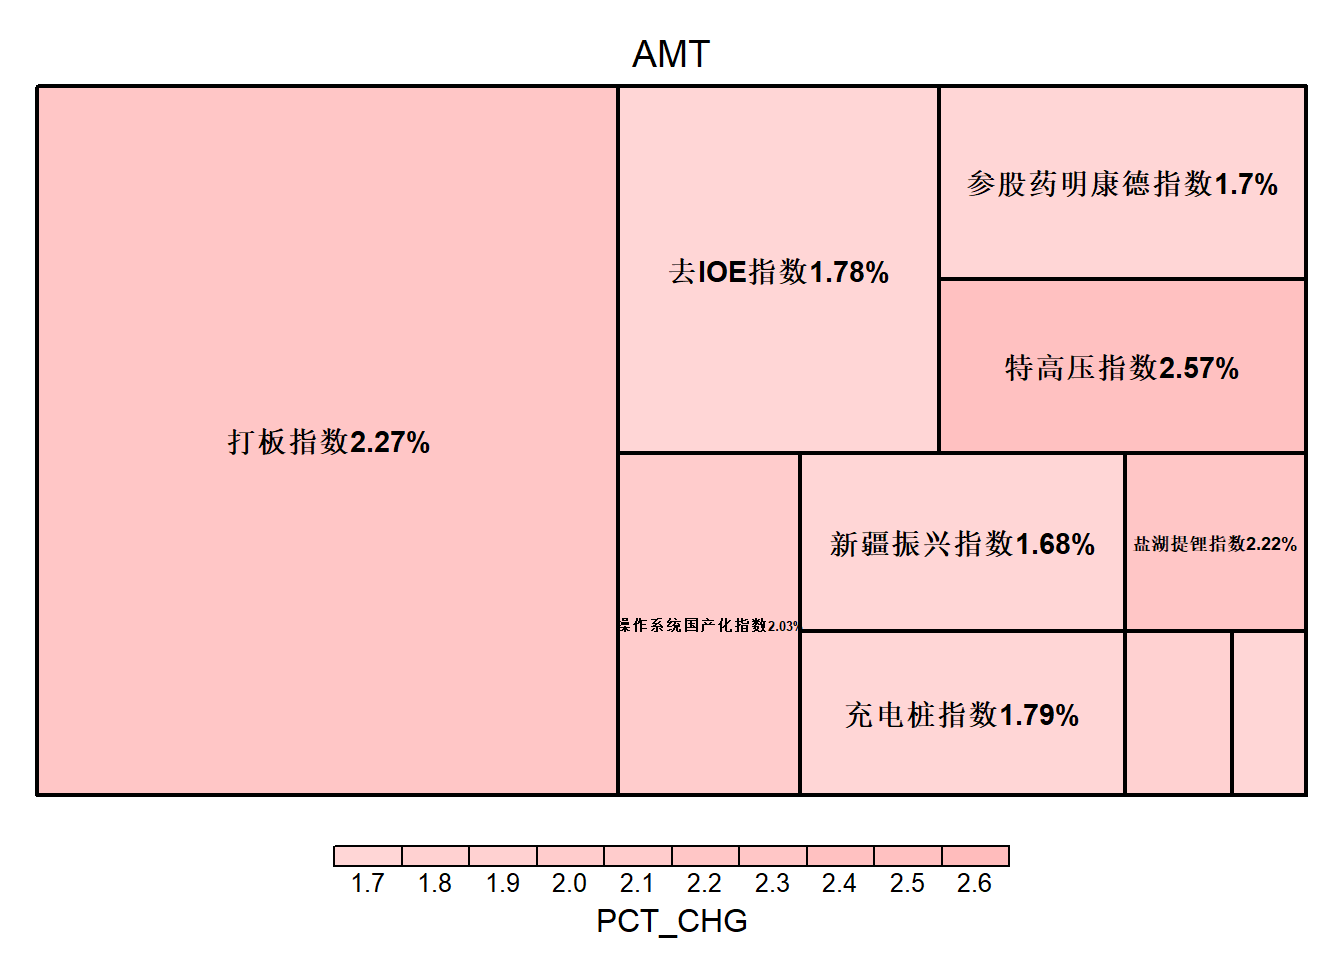 AMT
打板指数2.27%
去IOE指数1.78%
参股药明康德指数1.7%
特高压指数2.57%
操作系统国产化指数2.03%
新疆振兴指数1.68%
盐湖提锂指数2.22%
充电桩指数1.79%
1.7 1.8 1.9 2.0 2.1 2.2 2.3 2.4 2.5 2.6
PCT_CHG